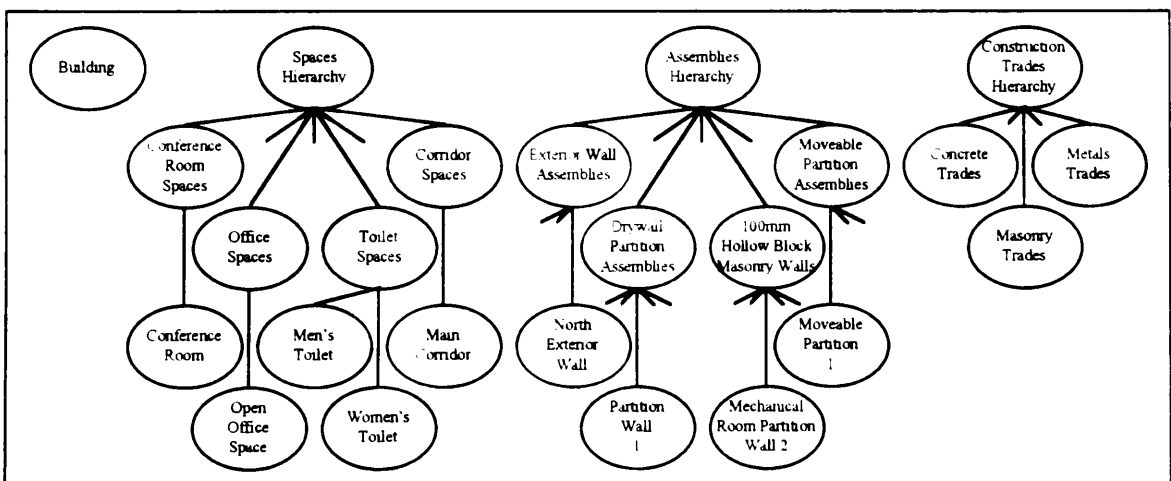 Building
Spaces
Hierarchy
Assemblies
Hierarchy
Construction
Trades
Hierarchy
Conference
Room
Spaces
Corridor
Spaces
Exterior Wall
Assemblies
Moveable
Partition
Assemblies
Concrete
Trades
Metals
Trades
Office
Spaces
Toilet
Spaces
Drywall
Partition
Assemblies
100mm
Hollow Block
Masonry Walls
Masonry
Trades
Conference
Room
Men's
Toilet
Main
Corridor
North
Exterior
Wall
Moveable
Partition
1
Open
Office
Space
Women's
Toilet
Partition
Wall
1
Mechanical
Room Partition
Wall 2